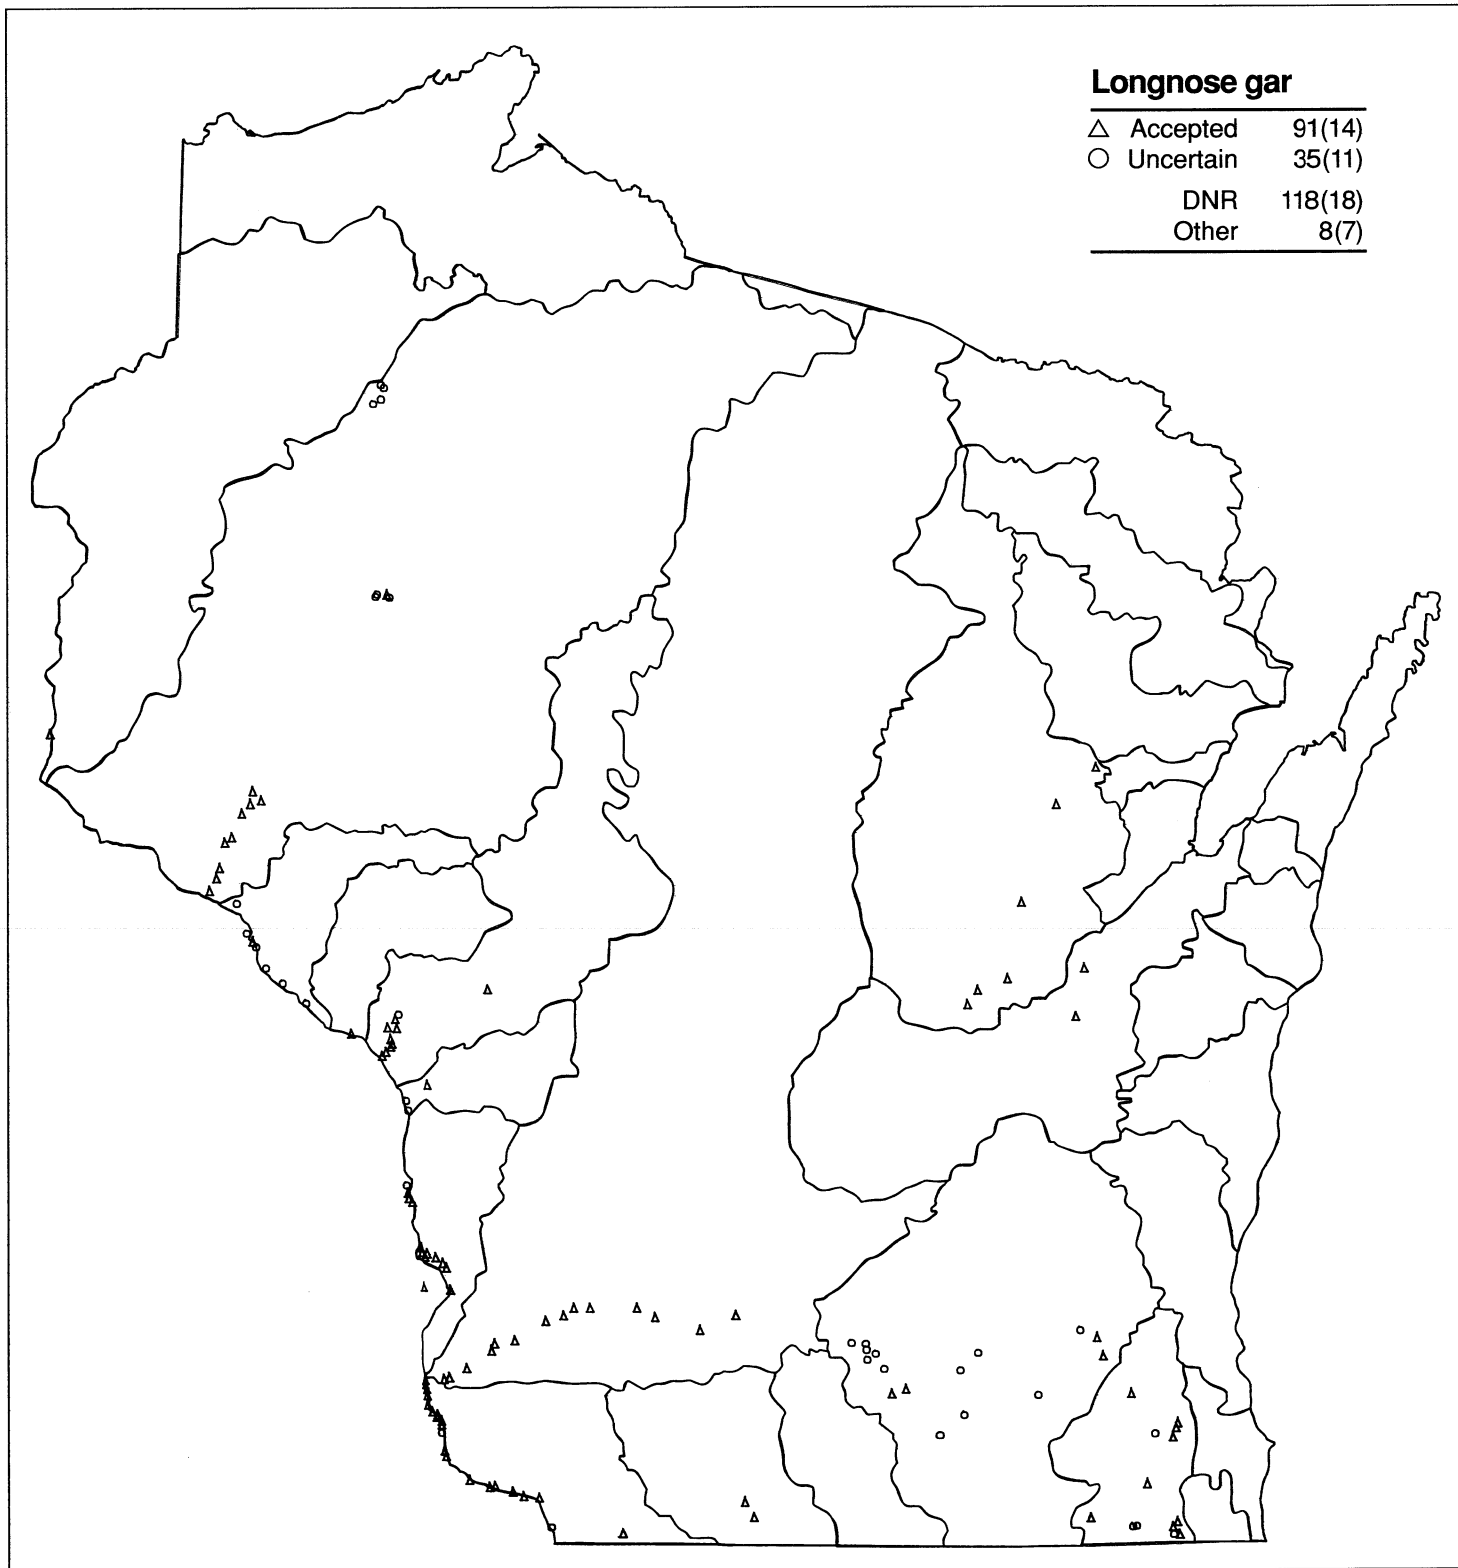 Longnose gar
△ Accepted 91(14)
○ Uncertain 35(11)
DNR 118(18)
Other 8(7)